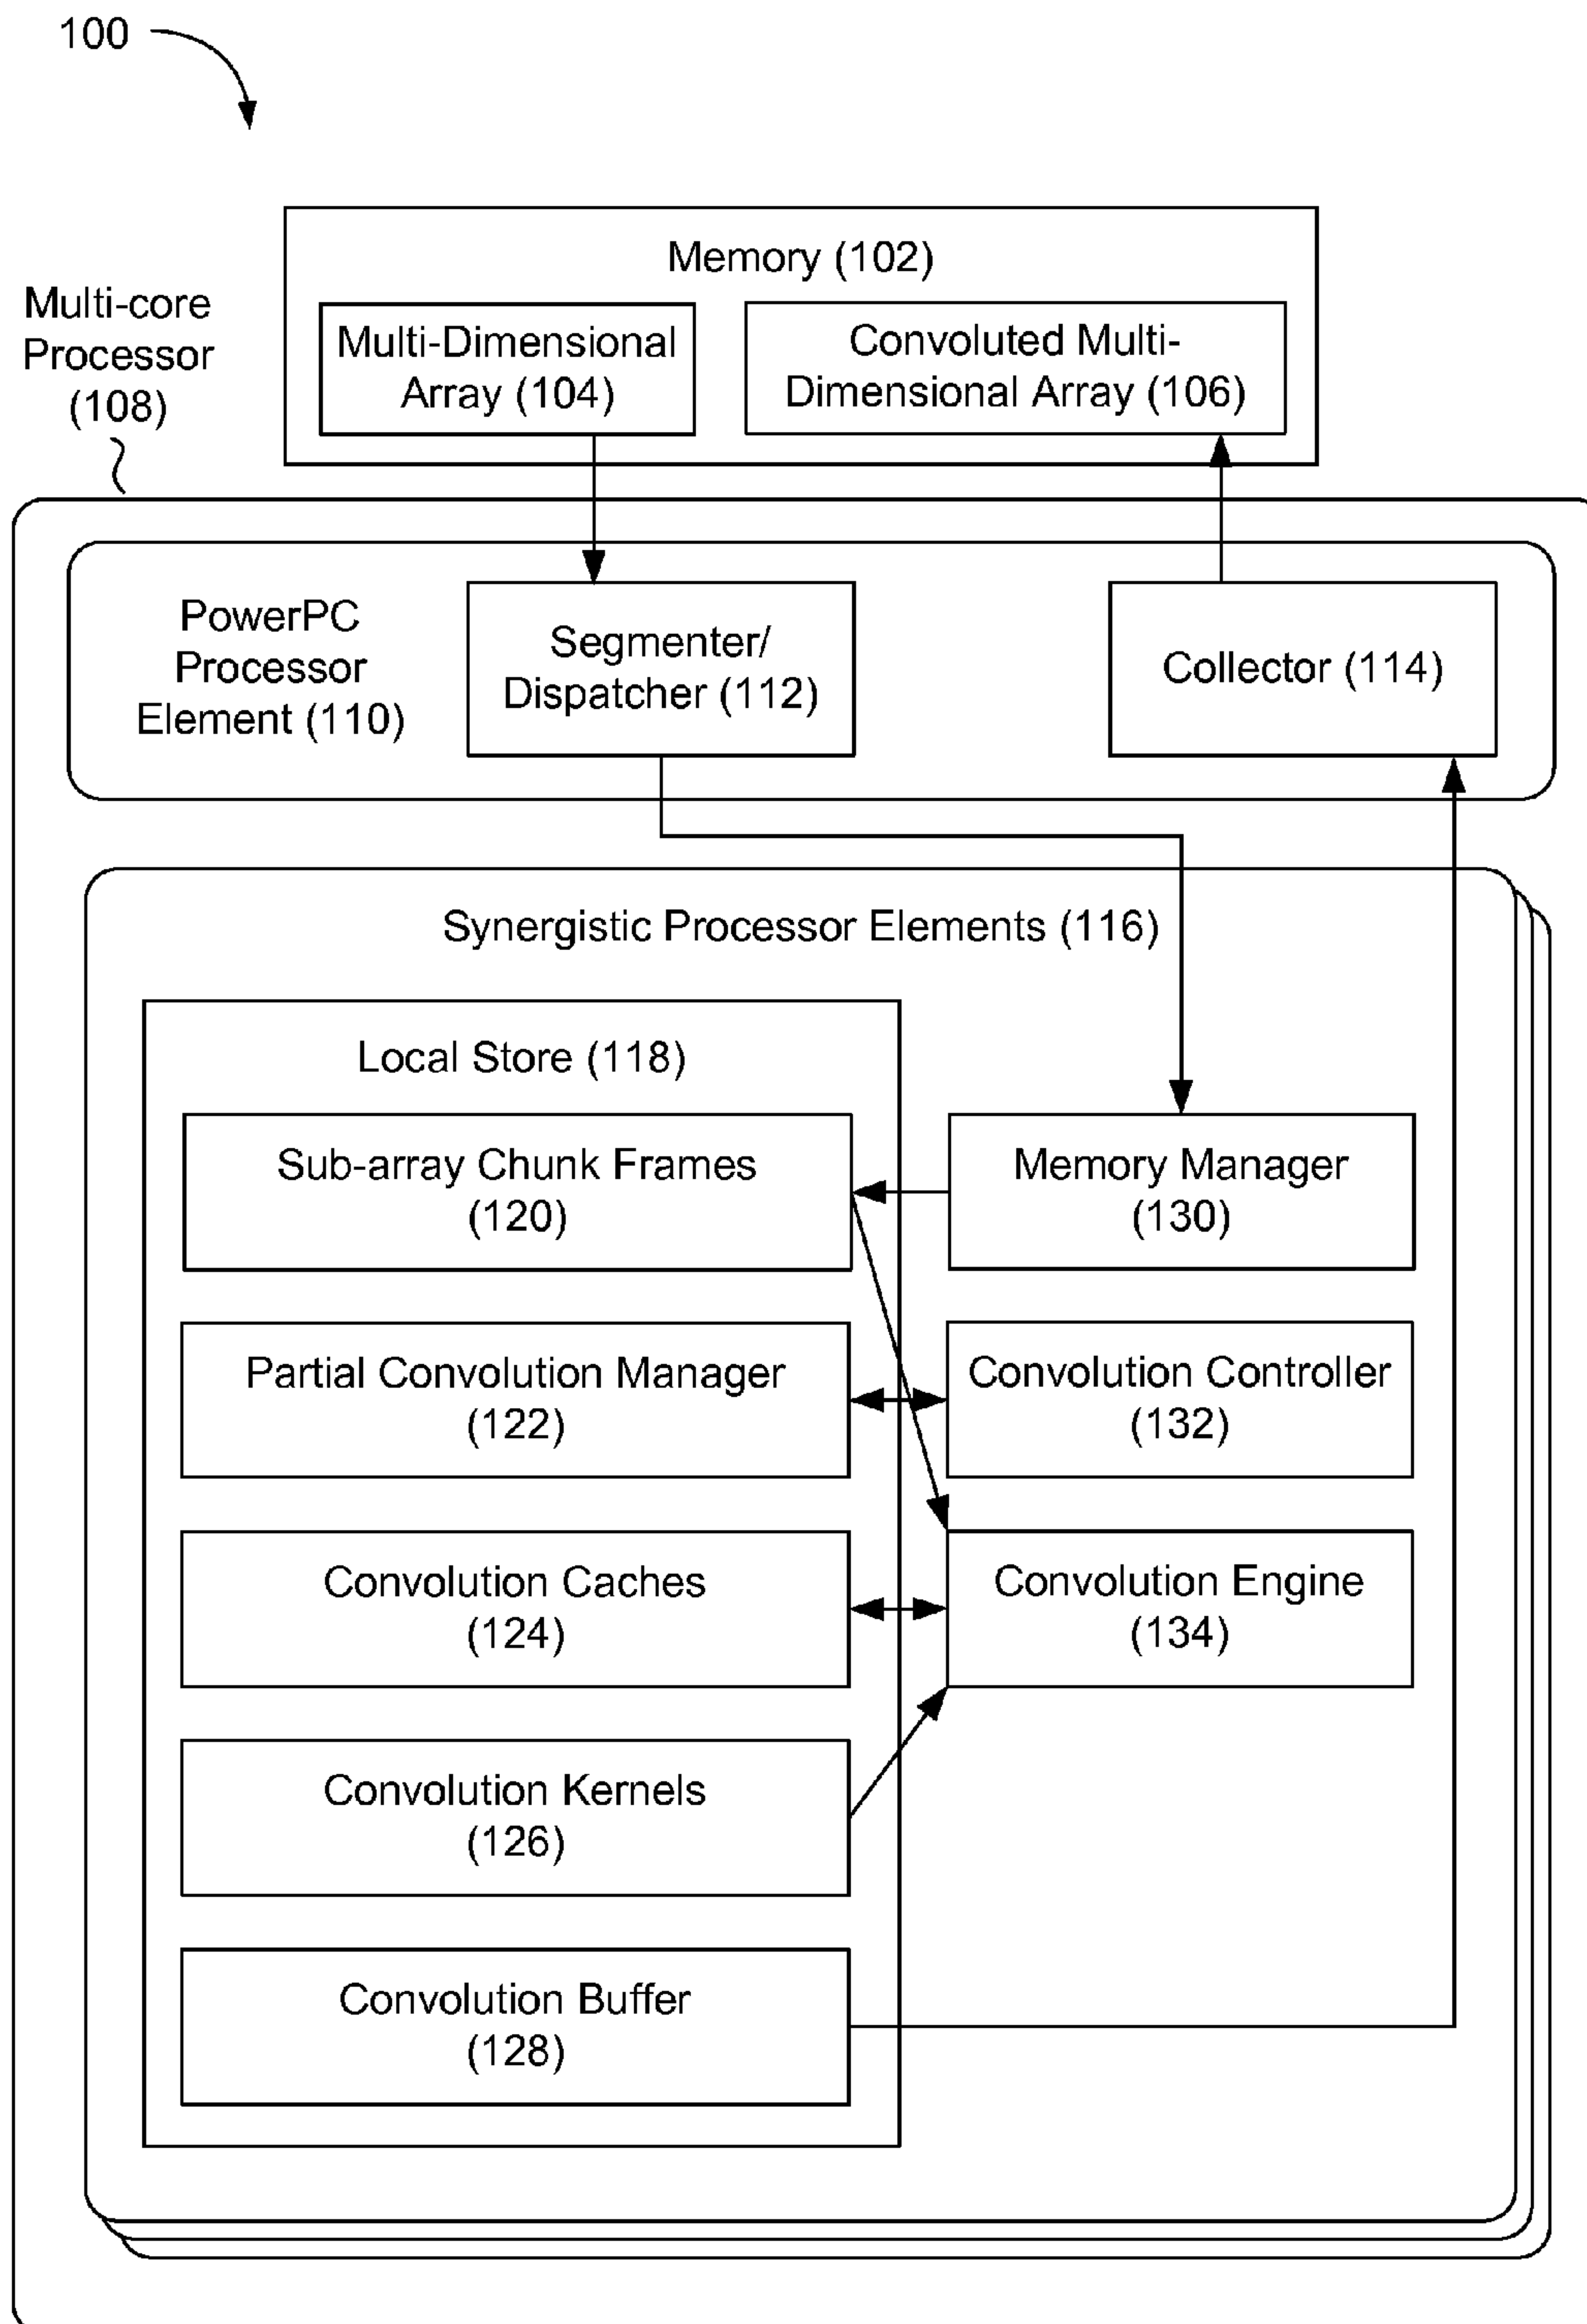 100
Memory (102)
Multi-core
Processor
(108)
Multi-Dimensional
Array (104)
Convoluted Multi-
Dimensional Array (106)
PowerPC
Processor
Element (110)
Segmenter/
Dispatcher (112)
Collector (114)
Synergistic Processor Elements (116)
Local Store (118)
Sub-array Chunk Frames
(120)
Memory Manager
(130)
Partial Convolution Manager
(122)
Convolution Controller
(132)
Convolution Caches
(124)
Convolution Engine
(134)
Convolution Kernels
(126)
Convolution Buffer
(128)